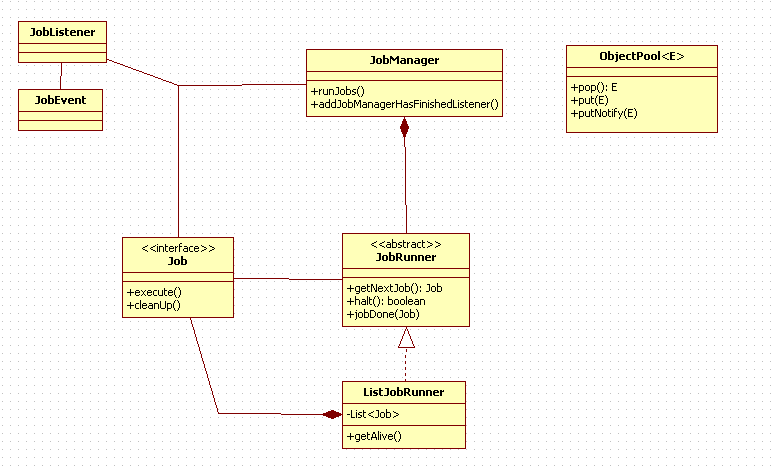 JobListener
JobEvent
JobManager
+runJobs()
+addJobManagerHasFinishedListener()
ObjectPool<E>
+pop(): E
+put(E)
+putNotify(E)
<<interface>>
Job
+execute()
+cleanUp()
<<abstract>>
JobRunner
+getNextJob(): Job
+halt(): boolean
+jobDone(Job)
ListJobRunner
-List<Job>
+getAlive()